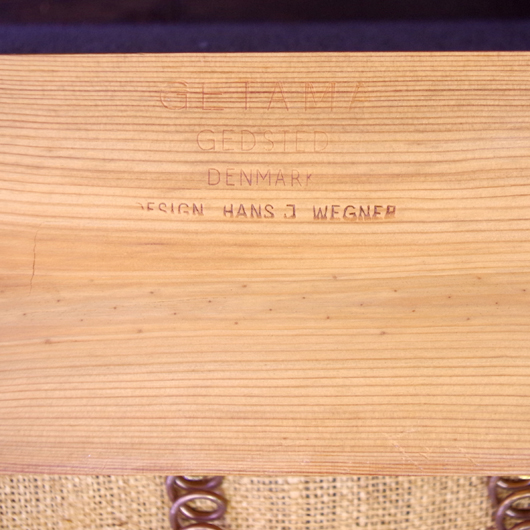 GETAMA
GEDSTED
DENMARK
DESIGN HANS J WEGNER